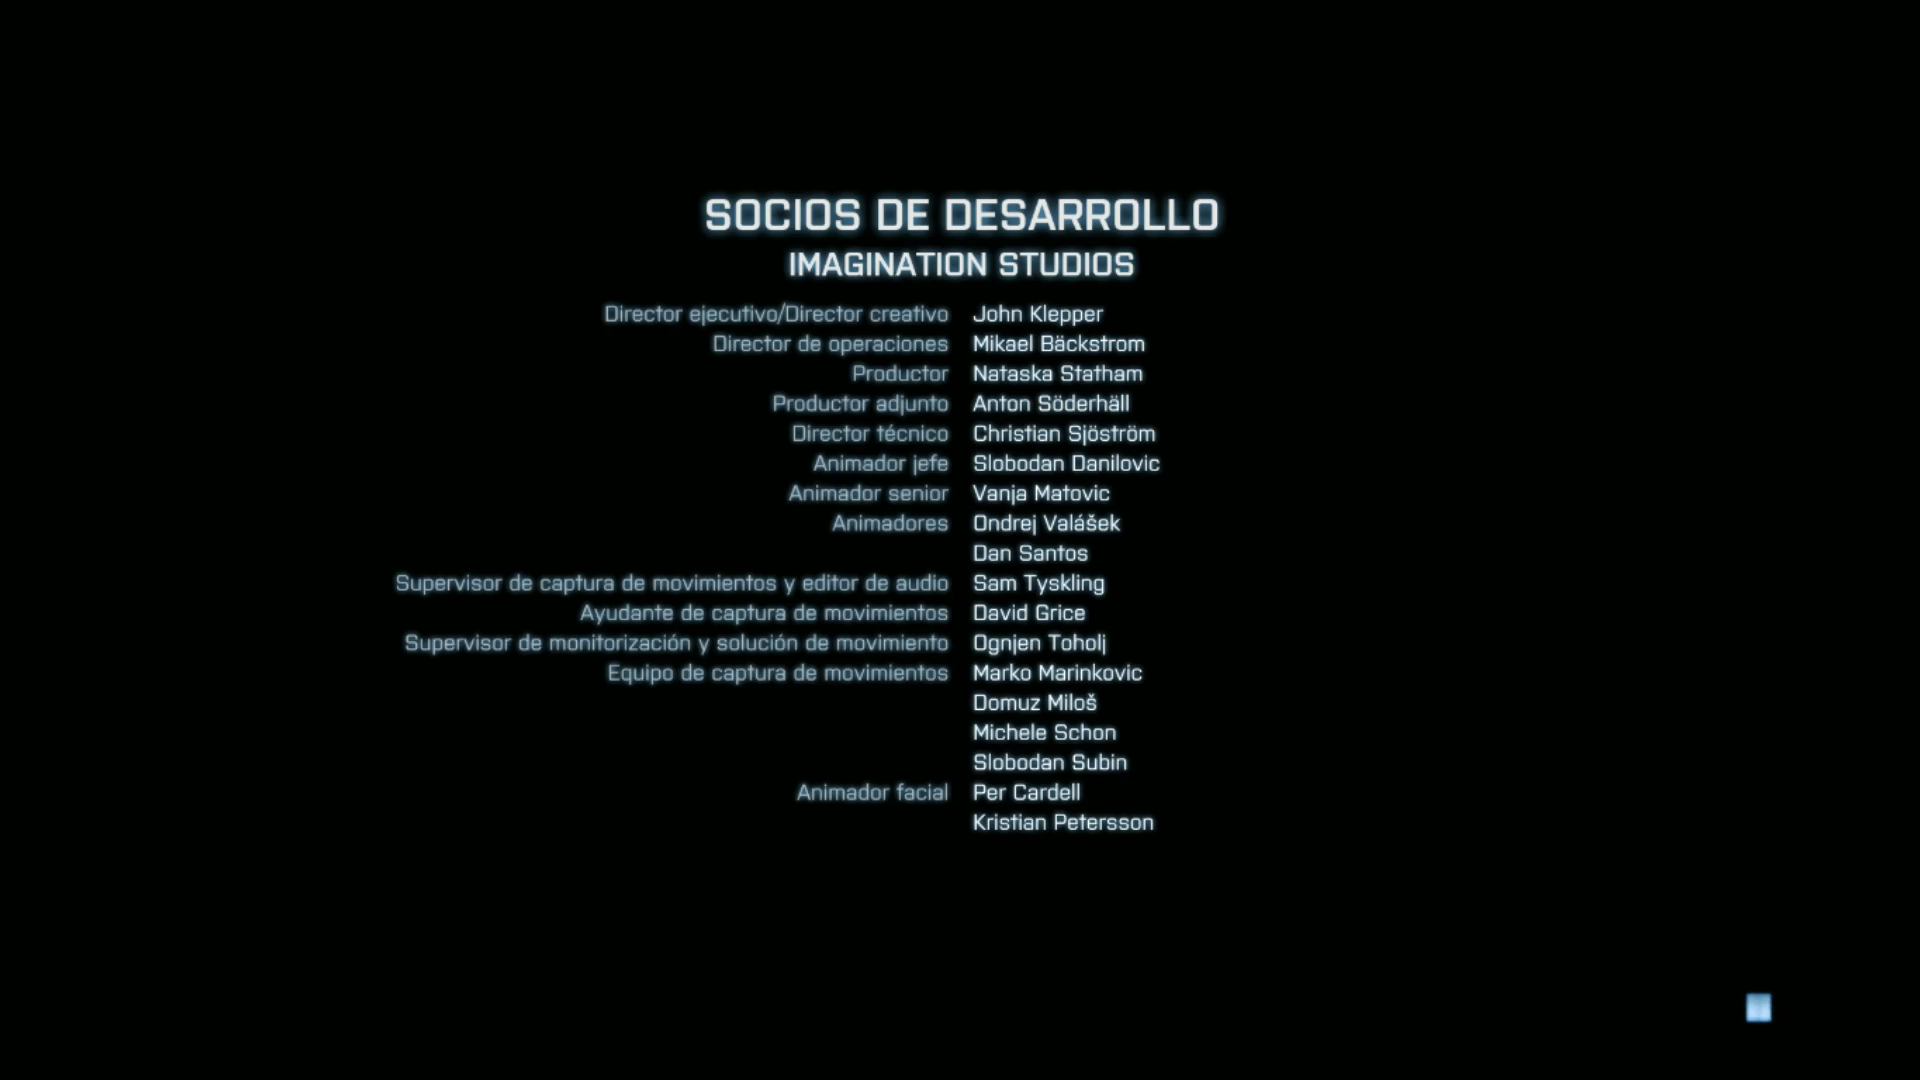 SOCIOS DE DESARROLLO
IMAGINATION STUDIOS
Director ejecutivo/Director creativo John Klepper
Director de operaciones Mikael Bäckstrom
Productor Nataska Statham
Productor adjunto Anton Söderhäll
Director técnico Christian Sjöström
Animador jefe Slobodan Danilovic
Animador senior Vanja Matovic
Animadores Ondrej Valášek
Dan Santos
Supervisor de captura de movimientos y editor de audio Sam Tyskling
Ayudante de captura de movimientos David Grice
Supervisor de monitorización y solución de movimiento Ognjen Toholj
Equipo de captura de movimientos Marko Marinkovic
Domuz Miloš
Michele Schon
Slobodan Subin
Animador facial Per Cardell
Kristian Petersson